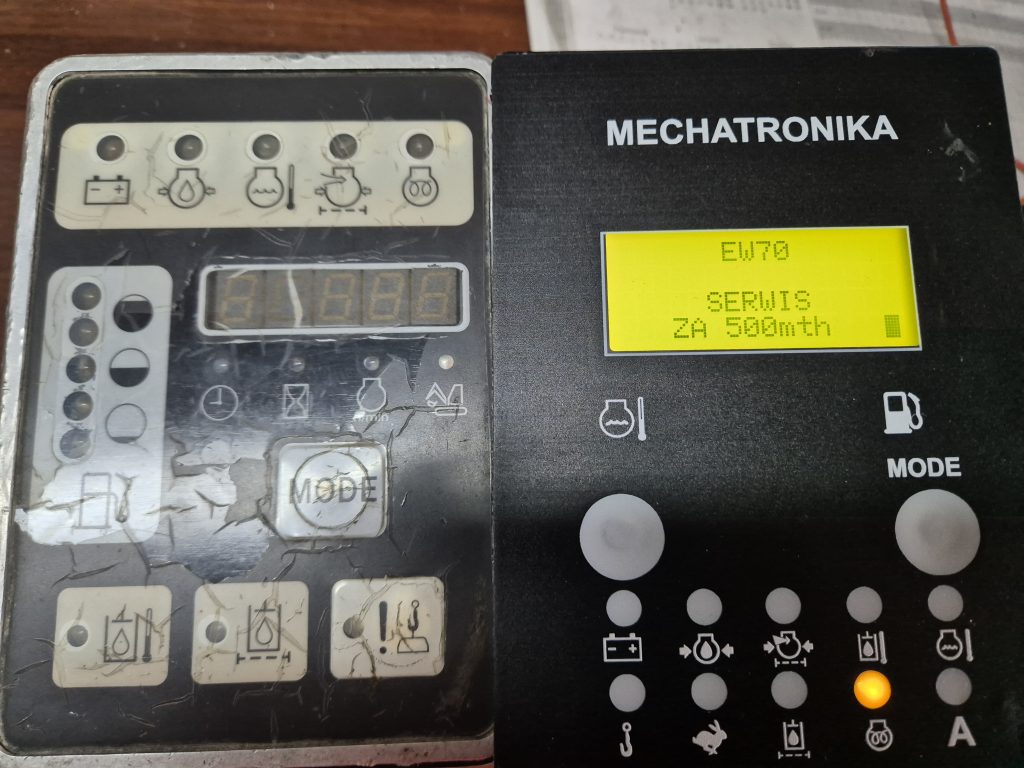 MECHATRONIKA
EW70
SERWIS
ZA 500mth
MODE
MODE
A